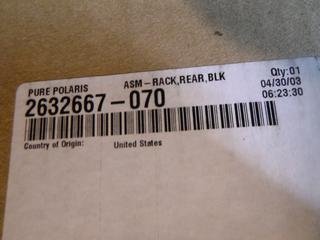 PURE POLARIS ASM-RACK,REAR,BLK Qty:01
2632667-070 04/30/03
06:23:30
Country of Origin: United States